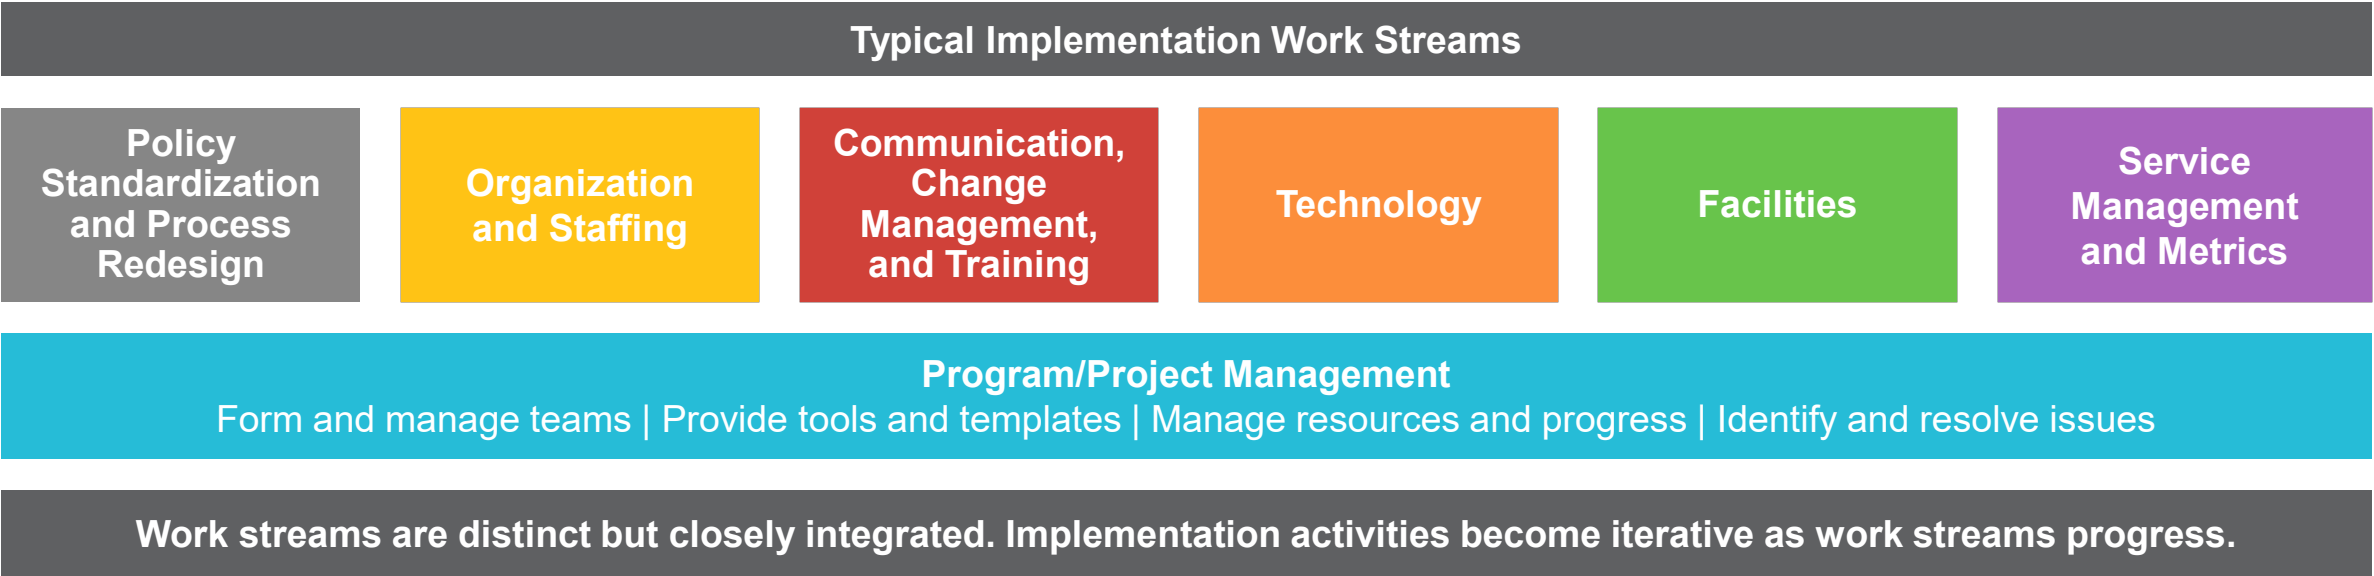 Typical Implementation Work Streams
Policy
Standardization
and Process
Redesign
Organization
and Staffing
Communication,
Change
Management,
and Training
Technology
Facilities
Service
Management
and Metrics
Program/Project Management
Form and manage teams | Provide tools and templates | Manage resources and progress | Identify and resolve issues
Work streams are distinct but closely integrated. Implementation activities become iterative as work streams progress.